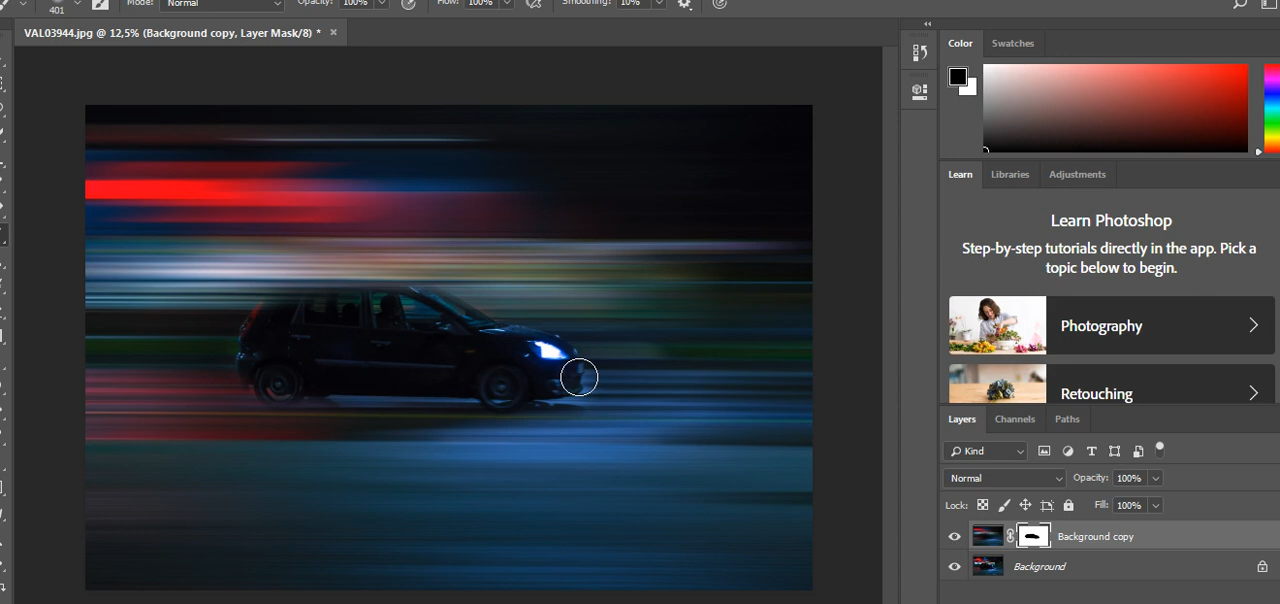 401 Mode: Normal Opacity: 100% Flow: 100% Smoothing: 10%
VAL03944.jpg @ 12,5% (Background copy, Layer Mask/8) * ×
Color Swatches
Learn Libraries Adjustments
Learn Photoshop
Step-by-step tutorials directly in the app. Pick a
topic below to begin.
Photography
Retouching
Layers Channels Paths
Kind
Normal Opacity: 100%
Lock: Fill: 100%
Background copy
Background